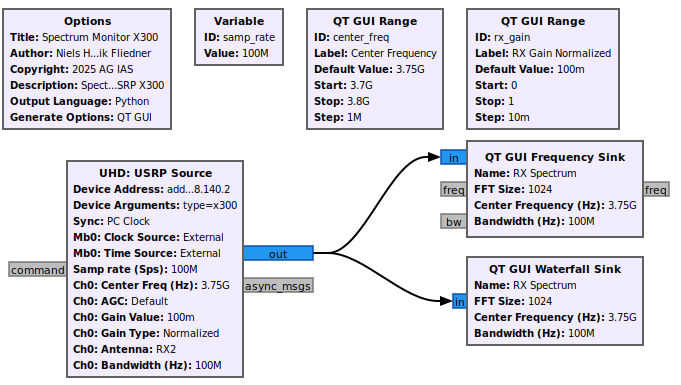 Options
Title: Spectrum Monitor X300
Author: Niels H...ik Fliedner
Copyright: 2025 AG IAS
Description: Spect...SRP X300
Output Language: Python
Generate Options: QT GUI
Variable
ID: samp_rate
Value: 100M
QT GUI Range
ID: center_freq
Label: Center Frequency
Default Value: 3.75G
Start: 3.7G
Stop: 3.8G
Step: 1M
QT GUI Range
ID: rx_gain
Label: RX Gain Normalized
Default Value: 100m
Start: 0
Stop: 1
Step: 10m
UHD: USRP Source
Device Address: add...8.140.2
Device Arguments: type=x300
Sync: PC Clock
Mb0: Clock Source: External
Mb0: Time Source: External
Samp rate (Sps): 100M
Ch0: Center Freq (Hz): 3.75G
Ch0: AGC: Default
Ch0: Gain Value: 100m
Ch0: Gain Type: Normalized
Ch0: Antenna: RX2
Ch0: Bandwidth (Hz): 100M
command
out
async_msgs
in
freq
bw
QT GUI Frequency Sink
Name: RX Spectrum
FFT Size: 1024
Center Frequency (Hz): 3.75G
Bandwidth (Hz): 100M
freq
in
QT GUI Waterfall Sink
Name: RX Spectrum
FFT Size: 1024
Center Frequency (Hz): 3.75G
Bandwidth (Hz): 100M